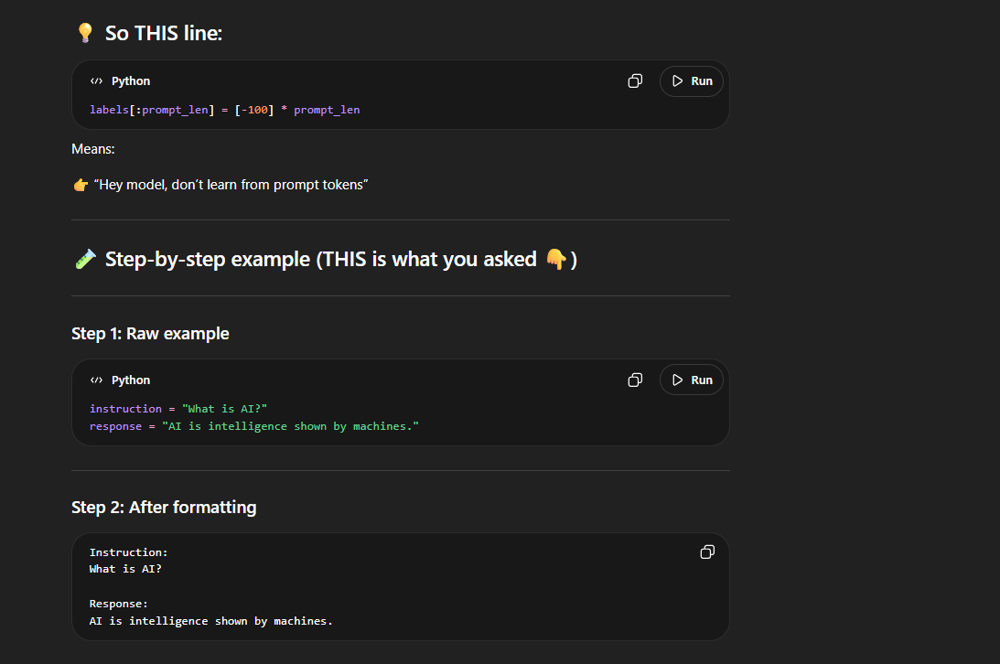 💡 So THIS line:
Python
Run
labels[:prompt_len] = [-100] * prompt_len
Means:
👉 “Hey model, don’t learn from prompt tokens”
🧪 Step-by-step example (THIS is what you asked 👇)
Step 1: Raw example
Python
Run
instruction = "What is AI?"
response = "AI is intelligence shown by machines."
Step 2: After formatting
Instruction:
What is AI?
Response:
AI is intelligence shown by machines.